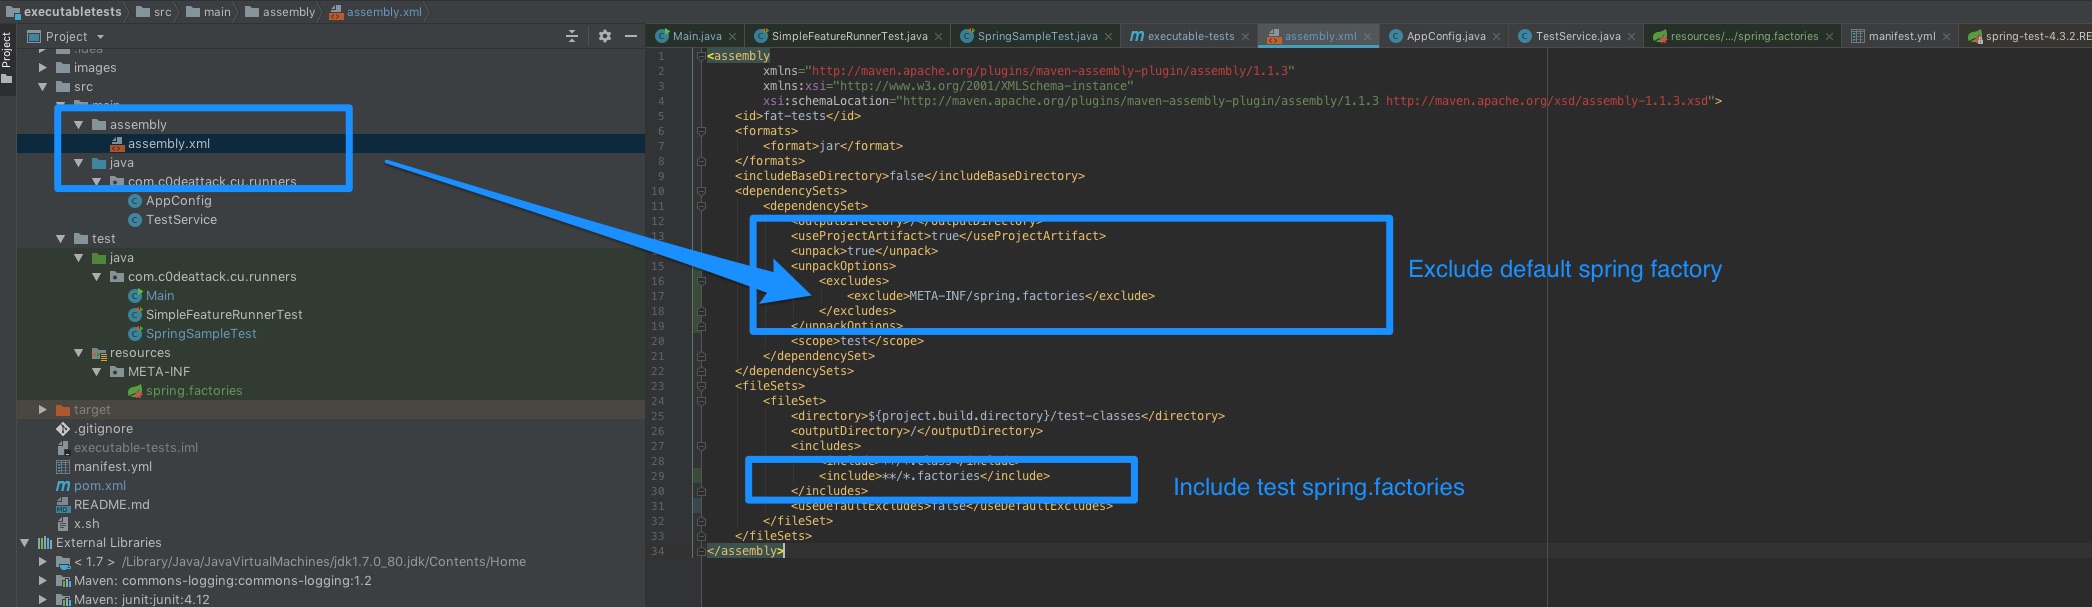 executabletests
src
main
assembly
assembly.xml
Project
Project
.idea
images
src
main
assembly
assembly.xml
java
com.c0deattack.cu.runners
AppConfig
TestService
test
java
com.c0deattack.cu.runners
Main
SimpleFeatureRunnerTest
SpringSampleTest
resources
META-INF
spring.factories
target
.gitignore
executable-tests.iml
manifest.yml
pom.xml
README.md
x.sh
External Libraries
< 1.7 > /Library/Java/JavaVirtualMachines/jdk1.7.0_80.jdk/Contents/Home
Maven: commons-logging:commons-logging:1.2
Maven: junit:junit:4.12
Main.java
SimpleFeatureRunnerTest.java
SpringSampleTest.java
executable-tests
assembly.xml
AppConfig.java
TestService.java
resources/.../spring.factories
manifest.yml
spring-test-4.3.2.RE
1 <assembly
2 xmlns="http://maven.apache.org/plugins/maven-assembly-plugin/assembly/1.1.3"
3 xmlns:xsi="http://www.w3.org/2001/XMLSchema-instance"
4 xsi:schemaLocation="http://maven.apache.org/plugins/maven-assembly-plugin/assembly/1.1.3 http://maven.apache.org/xsd/assembly-1.1.3.xsd">
5 <id>fat-tests</id>
6 <formats>
7 <format>jar</format>
8 </formats>
9 <includeBaseDirectory>false</includeBaseDirectory>
10 <dependencySets>
11 <dependencySet>
12 <outputDirectory>/</outputDirectory>
13 <useProjectArtifact>true</useProjectArtifact>
14 <unpack>true</unpack>
15 <unpackOptions>
16 <excludes>
17 <exclude>META-INF/spring.factories</exclude>
18 </excludes>
19 </unpackOptions>
20 <scope>test</scope>
21 </dependencySet>
22 </dependencySets>
23 <fileSets>
24 <fileSet>
25 <directory>${project.build.directory}/test-classes</directory>
26 <outputDirectory>/</outputDirectory>
27 <includes>
28 <include>**/*.class</include>
29 <include>**/*.factories</include>
30 </includes>
31 <useDefaultExcludes>false</useDefaultExcludes>
32 </fileSet>
33 </fileSets>
34 </assembly>
Exclude default spring factory
Include test spring.factories